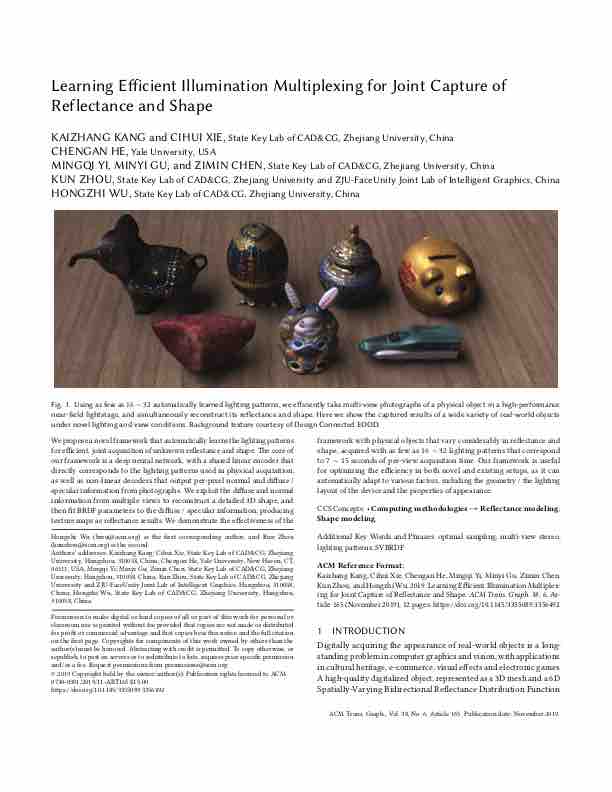 Learning Efficient Illumination Multiplexing for Joint Capture of
Reflectance and Shape
KAIZHANG KANG and CIHUI XIE, State Key Lab of CAD&CG, Zhejiang University, China
CHENGAN HE, Yale University, USA
MINGQI YI, MINYI GU, and ZIMIN CHEN, State Key Lab of CAD&CG, Zhejiang University, China
KUN ZHOU, State Key Lab of CAD&CG, Zhejiang University and ZJU-FaceUnity Joint Lab of Intelligent Graphics, China
HONGZHI WU, State Key Lab of CAD&CG, Zhejiang University, China
Fig. 1. Using as few as 16 ∼ 32 automatically learned lighting patterns, we efficiently take multi-view photographs of a physical object in a high-performance
near-field lightstage, and simultaneously reconstruct its reflectance and shape. Here we show the captured results of a wide variety of real-world objects
under novel lighting and view conditions. Background texture courtesy of Design Connected EOOD.
We propose a novel framework that automatically learns the lighting patterns
for efficient, joint acquisition of unknown reflectance and shape. The core of
our framework is a deep neural network, with a shared linear encoder that
directly corresponds to the lighting patterns used in physical acquisition,
as well as non-linear decoders that output per-pixel normal and diffuse /
specular information from photographs. We exploit the diffuse and normal
information from multiple views to reconstruct a detailed 3D shape, and
then fit BRDF parameters to the diffuse / specular information, producing
texture maps as reflectance results. We demonstrate the effectiveness of the
Hongzhi Wu (hwu@acm.org) is the corresponding author, and Kun Zhou
is the second
Authors' addresses: Kaizhang Kang; Cihui Xie, State Key Lab of CAD&CG, Zhejiang
University, Hangzhou, 310058, China; Chengan He, Yale University, New Haven, CT,
06511, USA; Mingqi Yi; Minyi Gu; Zimin Chen, State Key Lab of CAD&CG, Zhejiang
University, Hangzhou, 310058, China; Kun Zhou, State Key Lab of CAD&CG, Zhejiang
University and ZJU-FaceUnity Joint Lab of Intelligent Graphics, Hangzhou, 310058,
China; Hongzhi Wu, State Key Lab of CAD&CG, Zhejiang University, Hangzhou,
310058, China.
Permission to make digital or hard copies of all or part of this work for personal or
classroom use is granted without fee provided that copies are not made or distributed
for profit or commercial advantage and that copies bear this notice and the full citation
on the first page. Copyrights for components of this work owned by others than the
author(s) must be honored. Abstracting with credit is permitted. To copy otherwise, or
republish, to post on servers or to redistribute to lists, requires prior specific permission
and/or a fee. Request permissions from permissions@acm.org.
© 2019 Copyright held by the owner/author(s). Publication rights licensed to ACM.
0730-0301/2019/11-ART165 $15.00
https://doi.org/10.1145/3355089.3356492
framework with physical objects that vary considerably in reflectance and
shape, acquired with as few as 16 ∼ 32 lighting patterns that correspond
to 7 ∼ 15 seconds of per-view acquisition time. Our framework is useful
for optimizing the efficiency in both novel and existing setups, as it can
automatically adapt to various factors, including the geometry / the lighting
layout of the device and the properties of appearance.
CCS Concepts: • Computing methodologies → Reflectance modeling;
Shape modeling.
Additional Key Words and Phrases: optimal sampling, multi-view stereo,
lighting patterns, SVBRDF
ACM Reference Format:
Kaizhang Kang, Cihui Xie, Chengan He, Mingqi Yi, Minyi Gu, Zimin Chen,
Kun Zhou, and Hongzhi Wu. 2019. Learning Efficient Illumination Multiplex-
ing for Joint Capture of Reflectance and Shape. ACM Trans. Graph. 38, 6, Ar-
ticle 165 (November 2019), 12 pages. https://doi.org/10.1145/3355089.3356492
1 INTRODUCTION
Digitally acquiring the appearance of real-world objects is a long-
standing problem in computer graphics and vision, with applications
in cultural heritage, e-commerce, visual effects and electronic games.
A high-quality digitalized object, represented as a 3D mesh and a 6D
Spatially-Varying Bidirectional Reflectance Distribution Function
ACM Trans. Graph., Vol. 38, No. 6, Article 165. Publication date: November 2019.